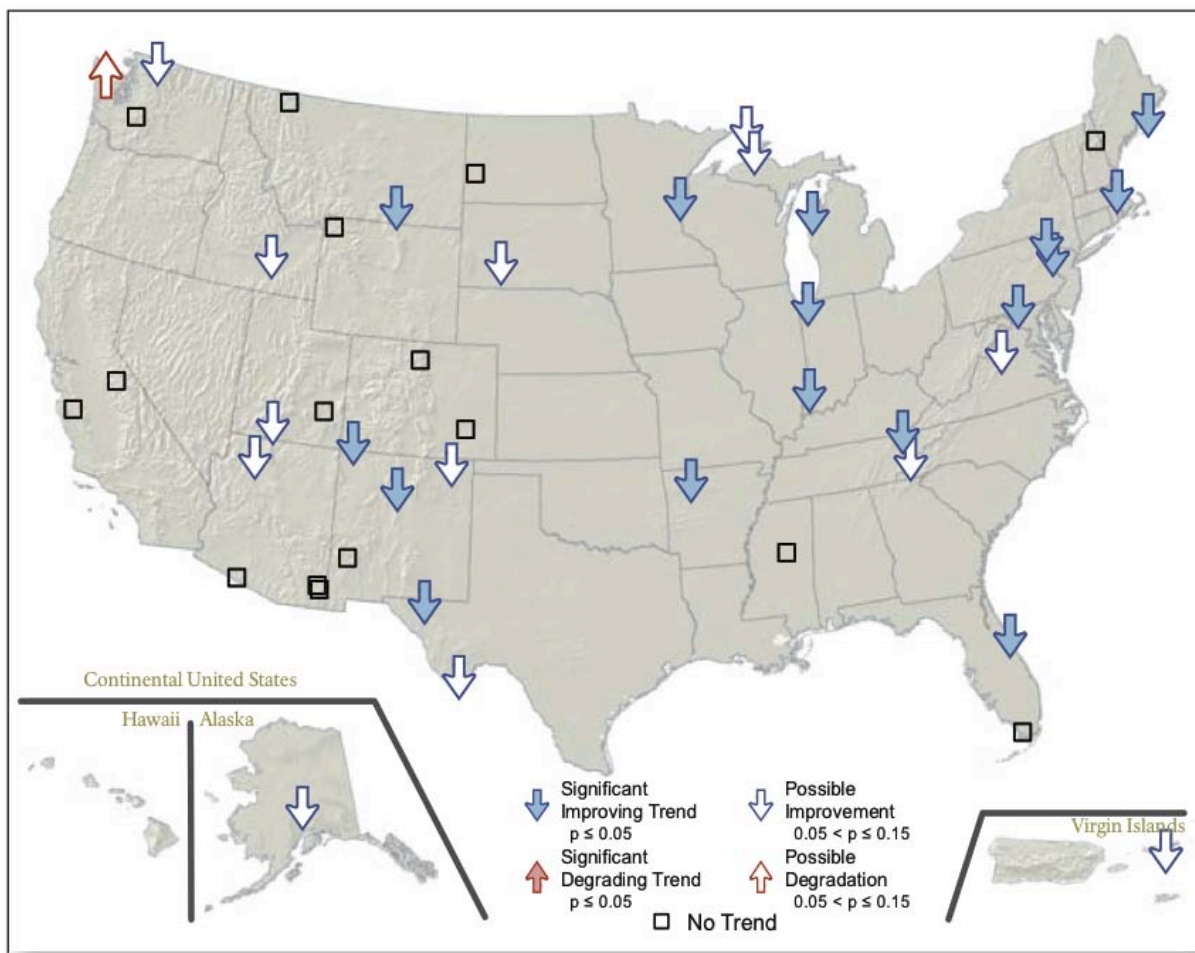 Continental United States
Hawaii Alaska
Significant
Improving Trend
p ≤ 0.05
Possible
Improvement
0.05 < p ≤ 0.15
Significant
Degrading Trend
p ≤ 0.05
Possible
Degradation
0.05 < p ≤ 0.15
No Trend
Virgin Islands